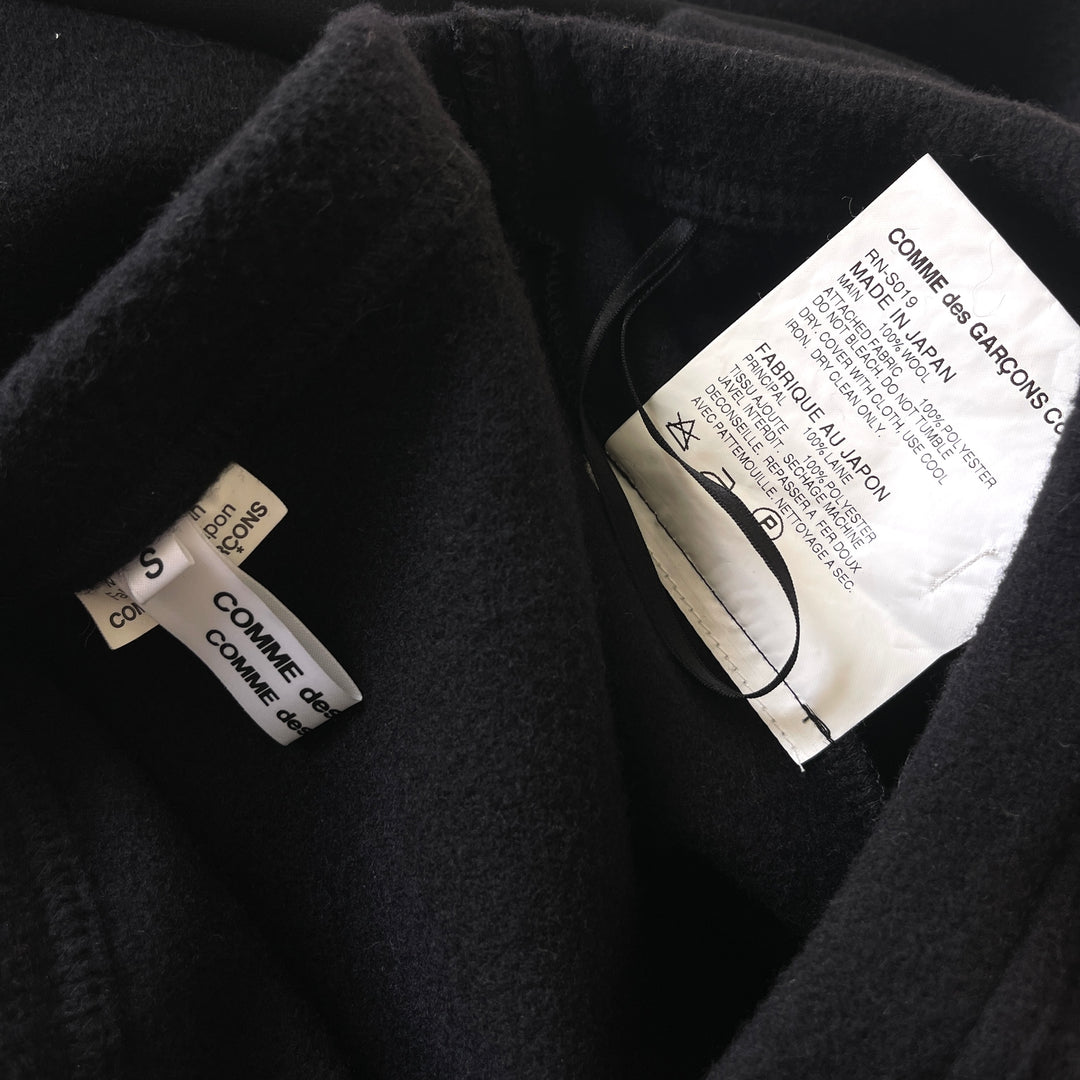 COMME des GARÇONS CO
RN-S019
MADE IN JAPAN
MAIN 100% WOOL
ATTACHED FABRIC 100% POLYESTER
DO NOT BLEACH. DO NOT TUMBLE
DRY. COVER WITH CLOTH, USE COOL
IRON. DRY CLEAN ONLY.
FABRIQUE AU JAPON
PRINCIPAL 100% LAINE
TISSU AJOUTE 100% POLYESTER
JAVEL INTERDIT. SECHAGE MACHINE
DECONSEILLE. REPASSER A FER DOUX
AVEC PATTEMOUILLE. NETTOYAGE A SEC.
P
S
COMME des
COMME des
pon
RÇONS